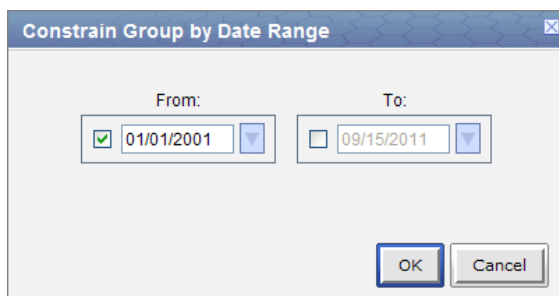 Constrain Group by Date Range
From: To:
01/01/2001 09/15/2011
OK Cancel